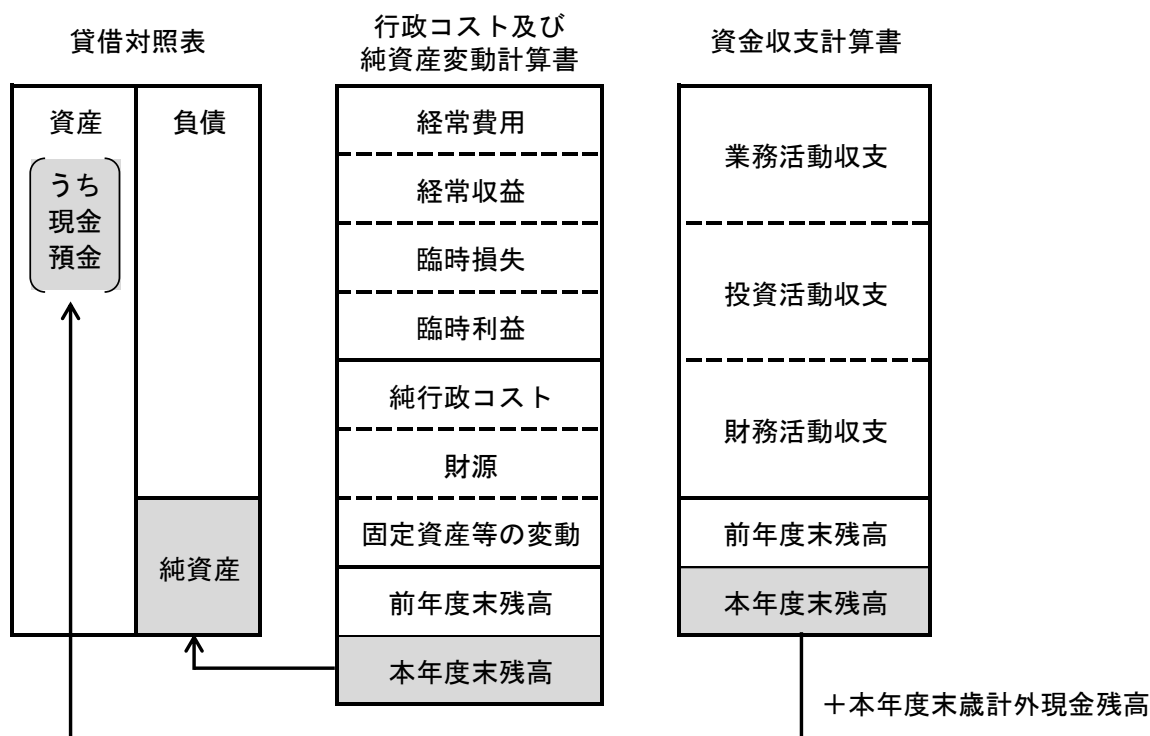 貸借対照表
資産
うち
現金
預金
負債
純資産
行政コスト及び
純資産変動計算書
経常費用
経常収益
臨時損失
臨時利益
純行政コスト
財源
固定資産等の変動
前年度末残高
本年度末残高
資金収支計算書
業務活動収支
投資活動収支
財務活動収支
前年度末残高
本年度末残高
＋本年度末歳計外現金残高